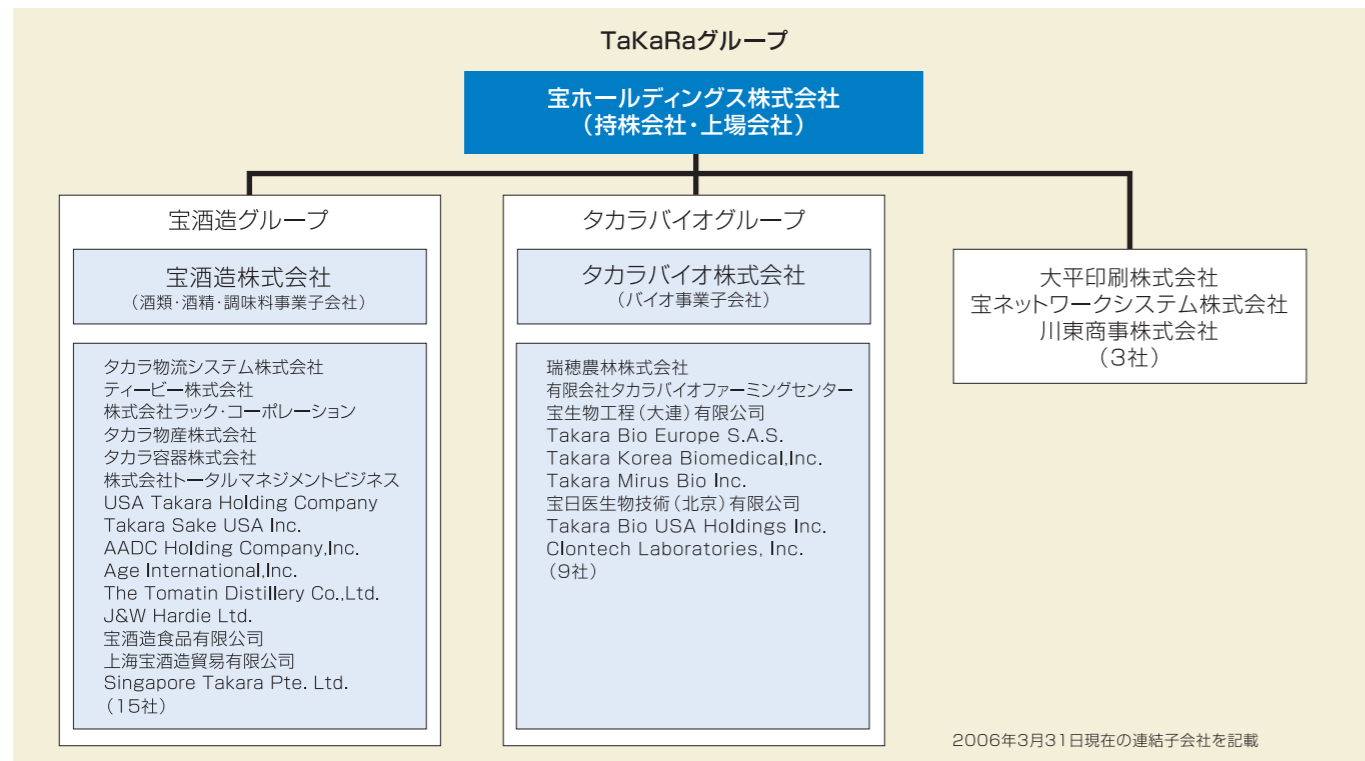 TaKaRaグループ
宝ホールディングス株式会社
（持株会社・上場会社）
宝酒造グループ
宝酒造株式会社
（酒類・酒精・調味料事業子会社）
タカラ物流システム株式会社
ティービー株式会社
株式会社ラック・コーポレーション
タカラ物産株式会社
タカラ容器株式会社
株式会社トータルマネジメントビジネス
USA Takara Holding Company
Takara Sake USA Inc.
AADC Holding Company,Inc.
Age International,Inc.
The Tomatin Distillery Co.,Ltd.
J&W Hardie Ltd.
宝酒造食品有限公司
上海宝酒造貿易有限公司
Singapore Takara Pte. Ltd.
（15社）
タカラバイオグループ
タカラバイオ株式会社
（バイオ事業子会社）
瑞穂農林株式会社
有限会社タカラバイオファーミングセンター
宝生物工程（大連）有限公司
Takara Bio Europe S.A.S.
Takara Korea Biomedical,Inc.
Takara Mirus Bio Inc.
宝日医生物技術（北京）有限公司
Takara Bio USA Holdings Inc.
Clontech Laboratories, Inc.
（9社）
大平印刷株式会社
宝ネットワークシステム株式会社
川東商事株式会社
（3社）
2006年3月31日現在の連結子会社を記載